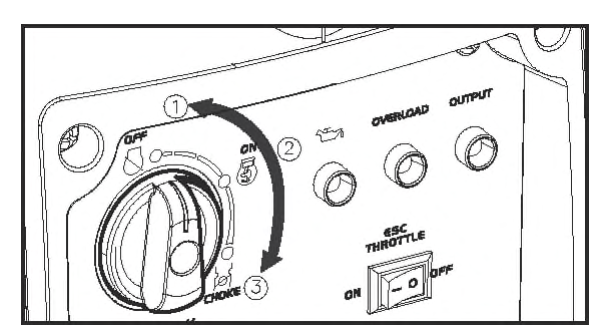 ①
OFF
ON
②
OVERLOAD
OUTPUT
ESC
THROTTLE
ON
OFF
— O
CHOKE ③